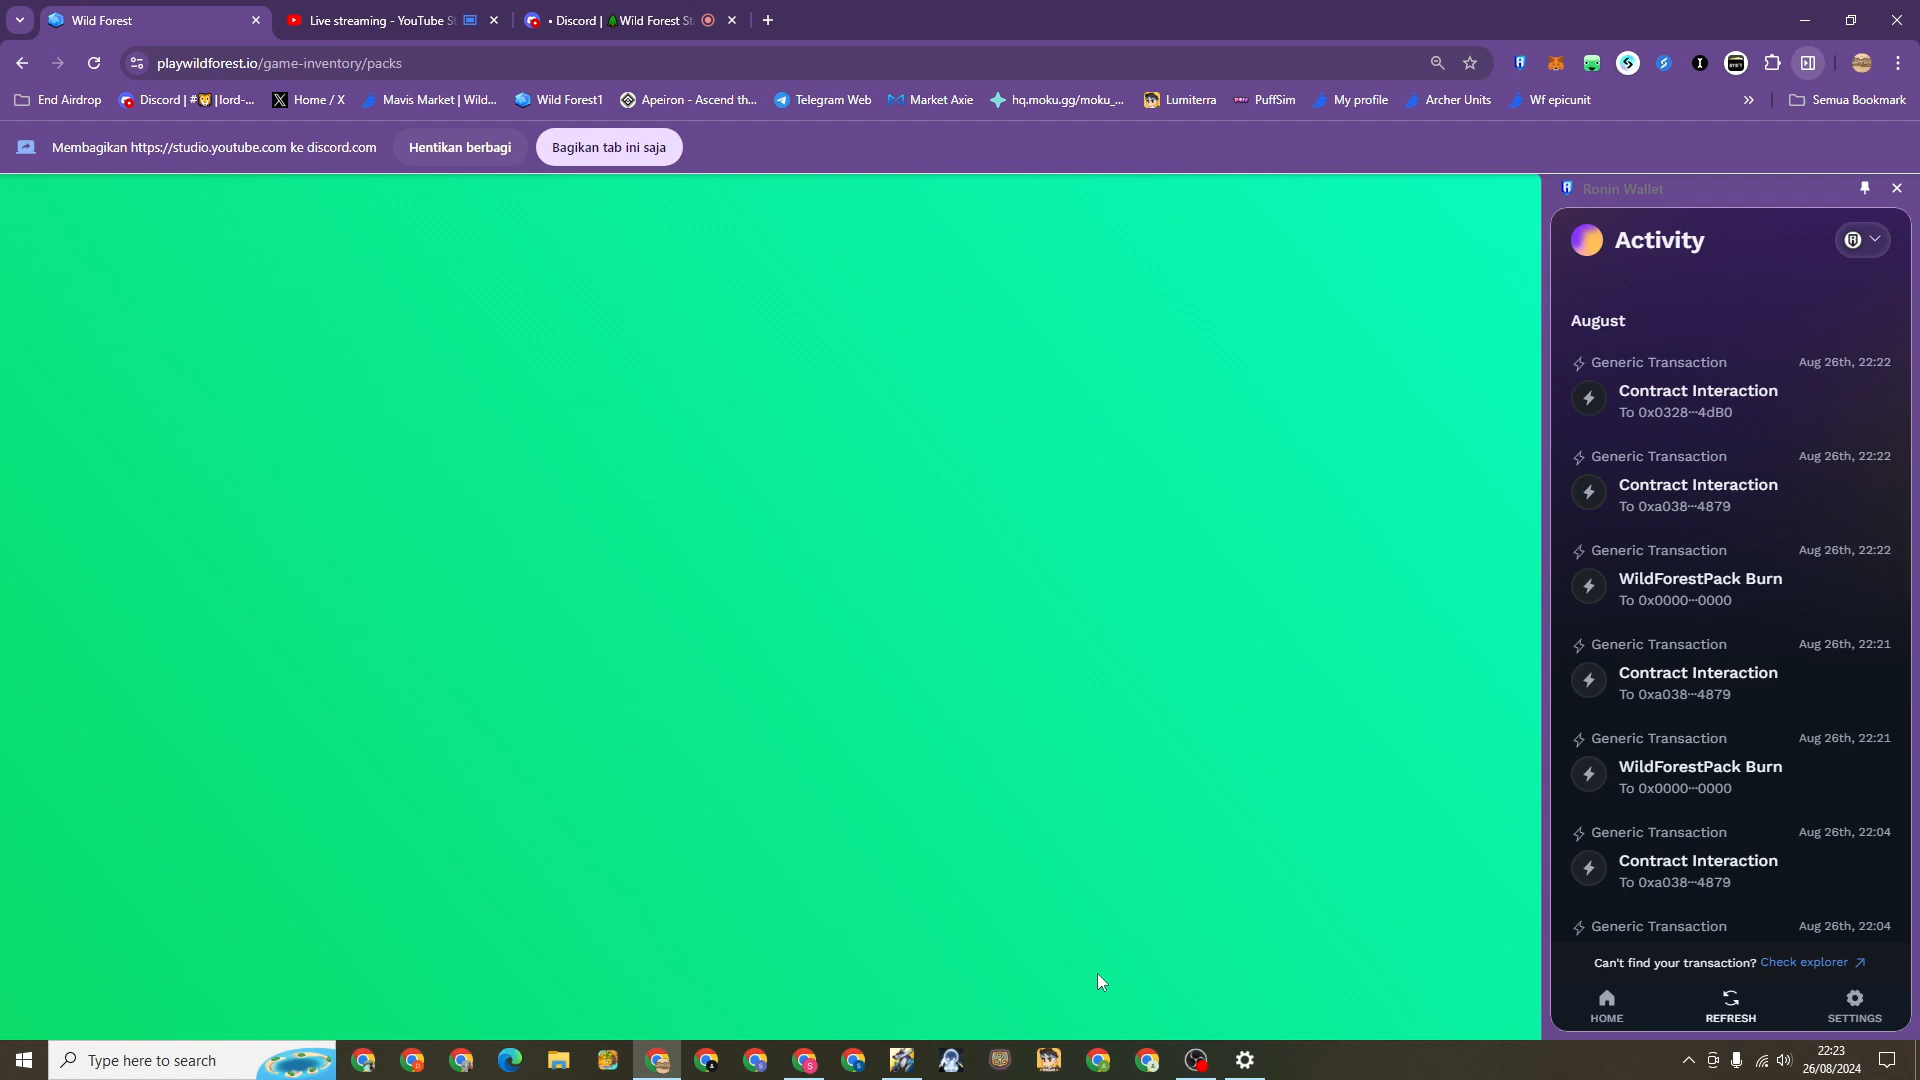 Wild Forest
Live streaming - YouTube St
• Discord | 🌲Wild Forest St
playwildforest.io/game-inventory/packs
End Airdrop
Discord | #🦁|lord-...
Home / X
Mavis Market | Wild...
Wild Forest1
Apeiron - Ascend th...
Telegram Web
Market Axie
hq.moku.gg/moku_...
Lumiterra
PuffSim
My profile
Archer Units
Wf epicunit
Semua Bookmark
Membagikan https://studio.youtube.com ke discord.com
Hentikan berbagi
Bagikan tab ini saja
Ronin Wallet
Activity
August
Generic Transaction Aug 26th, 22:22
Contract Interaction
To 0x0328···4dB0
Generic Transaction Aug 26th, 22:22
Contract Interaction
To 0xa038···4879
Generic Transaction Aug 26th, 22:22
WildForestPack Burn
To 0x0000···0000
Generic Transaction Aug 26th, 22:21
Contract Interaction
To 0xa038···4879
Generic Transaction Aug 26th, 22:21
WildForestPack Burn
To 0x0000···0000
Generic Transaction Aug 26th, 22:04
Contract Interaction
To 0xa038···4879
Generic Transaction Aug 26th, 22:04
Can't find your transaction? Check explorer
HOME
REFRESH
SETTINGS
Type here to search
22:23
26/08/2024